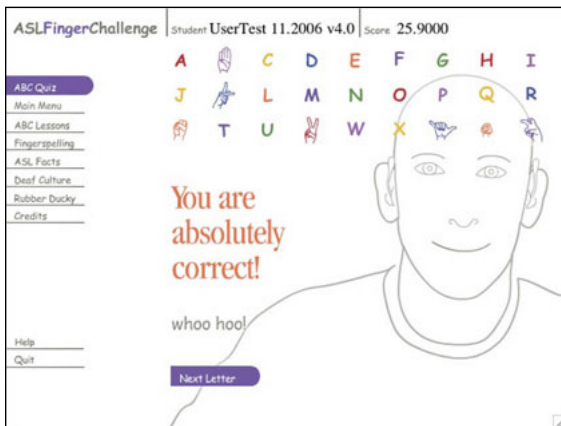 ASLFingerChallenge Student UserTest 11.2006 v4.0 Score 25.9000
A C D E F G H I
J L M N O P Q R
T U W X
ABC Quiz
Main Menu
ABC Lessons
Fingerspelling
ASL Facts
Deaf Culture
Rubber Ducky
Credits
You are
absolutely
correct!
whoo hoo!
Help
Quit
Next Letter